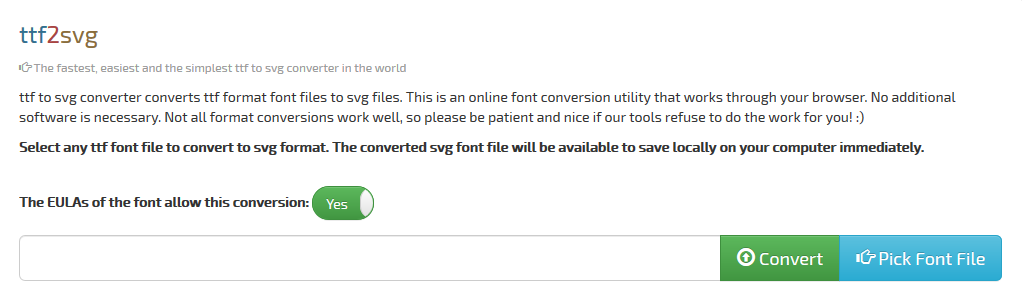 ttf2svg
The fastest, easiest and the simplest ttf to svg converter in the world
ttf to svg converter converts ttf format font files to svg files. This is an online font conversion utility that works through your browser. No additional
software is necessary. Not all format conversions work well, so please be patient and nice if our tools refuse to do the work for you! :)
Select any ttf font file to convert to svg format. The converted svg font file will be available to save locally on your computer immediately.
The EULAs of the font allow this conversion: Yes
Convert Pick Font File